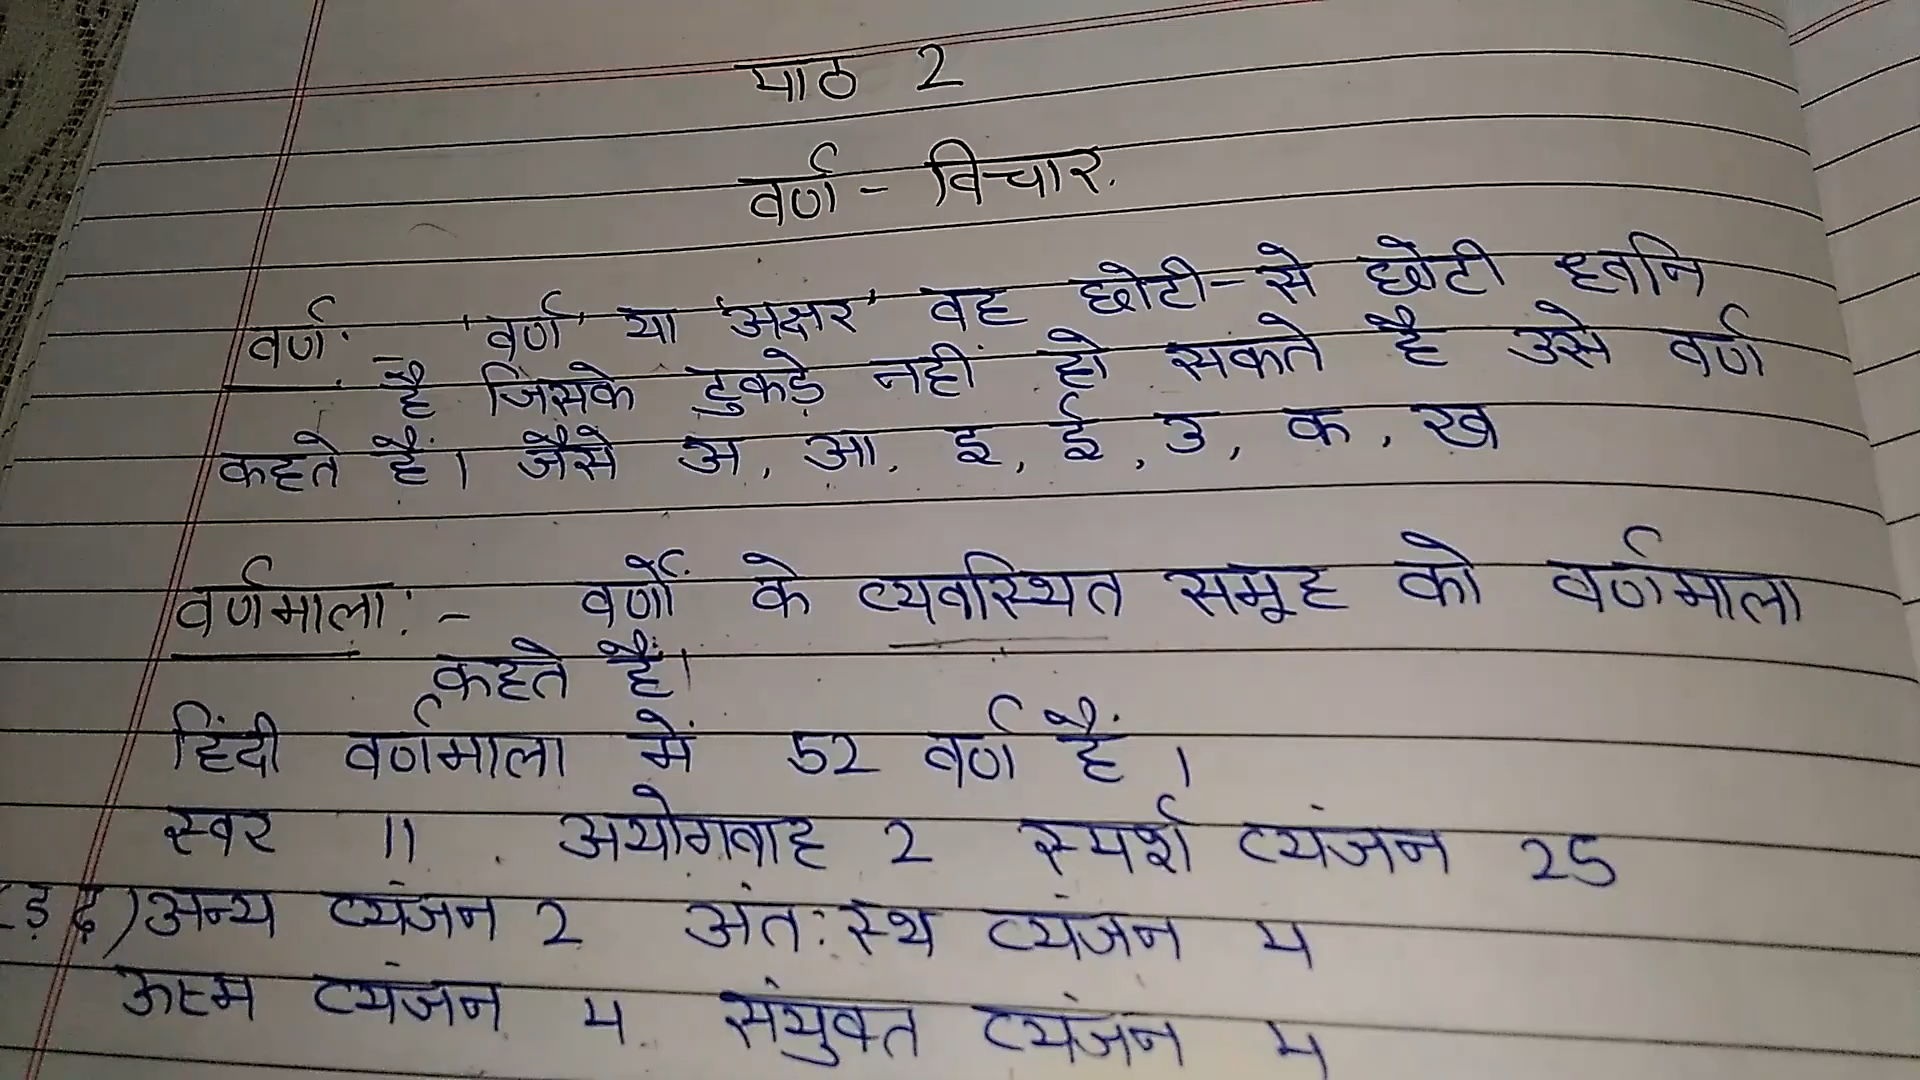 पाठ 2
वर्ण - विचार.
वर्ण:- 'वर्ण' या 'अक्षर' वह छोटी-से छोटी ध्वनि
है जिसके टुकड़े नहीं हो सकते है उसे वर्ण
कहते हैं। जैसे अ, आ, इ, ई, उ, क, ख
वर्णमाला:- वर्णों के व्यवस्थित समूह को वर्णमाला
कहते हैं।
हिंदी वर्णमाला में 52 वर्ण हैं।
स्वर 11 . अयोगवाह 2 स्पर्श व्यंजन 25
(ड़ ढ़) अन्य व्यंजन 2 अंत:स्थ व्यंजन 4
ऊष्म व्यंजन 4. संयुक्त व्यंजन 4